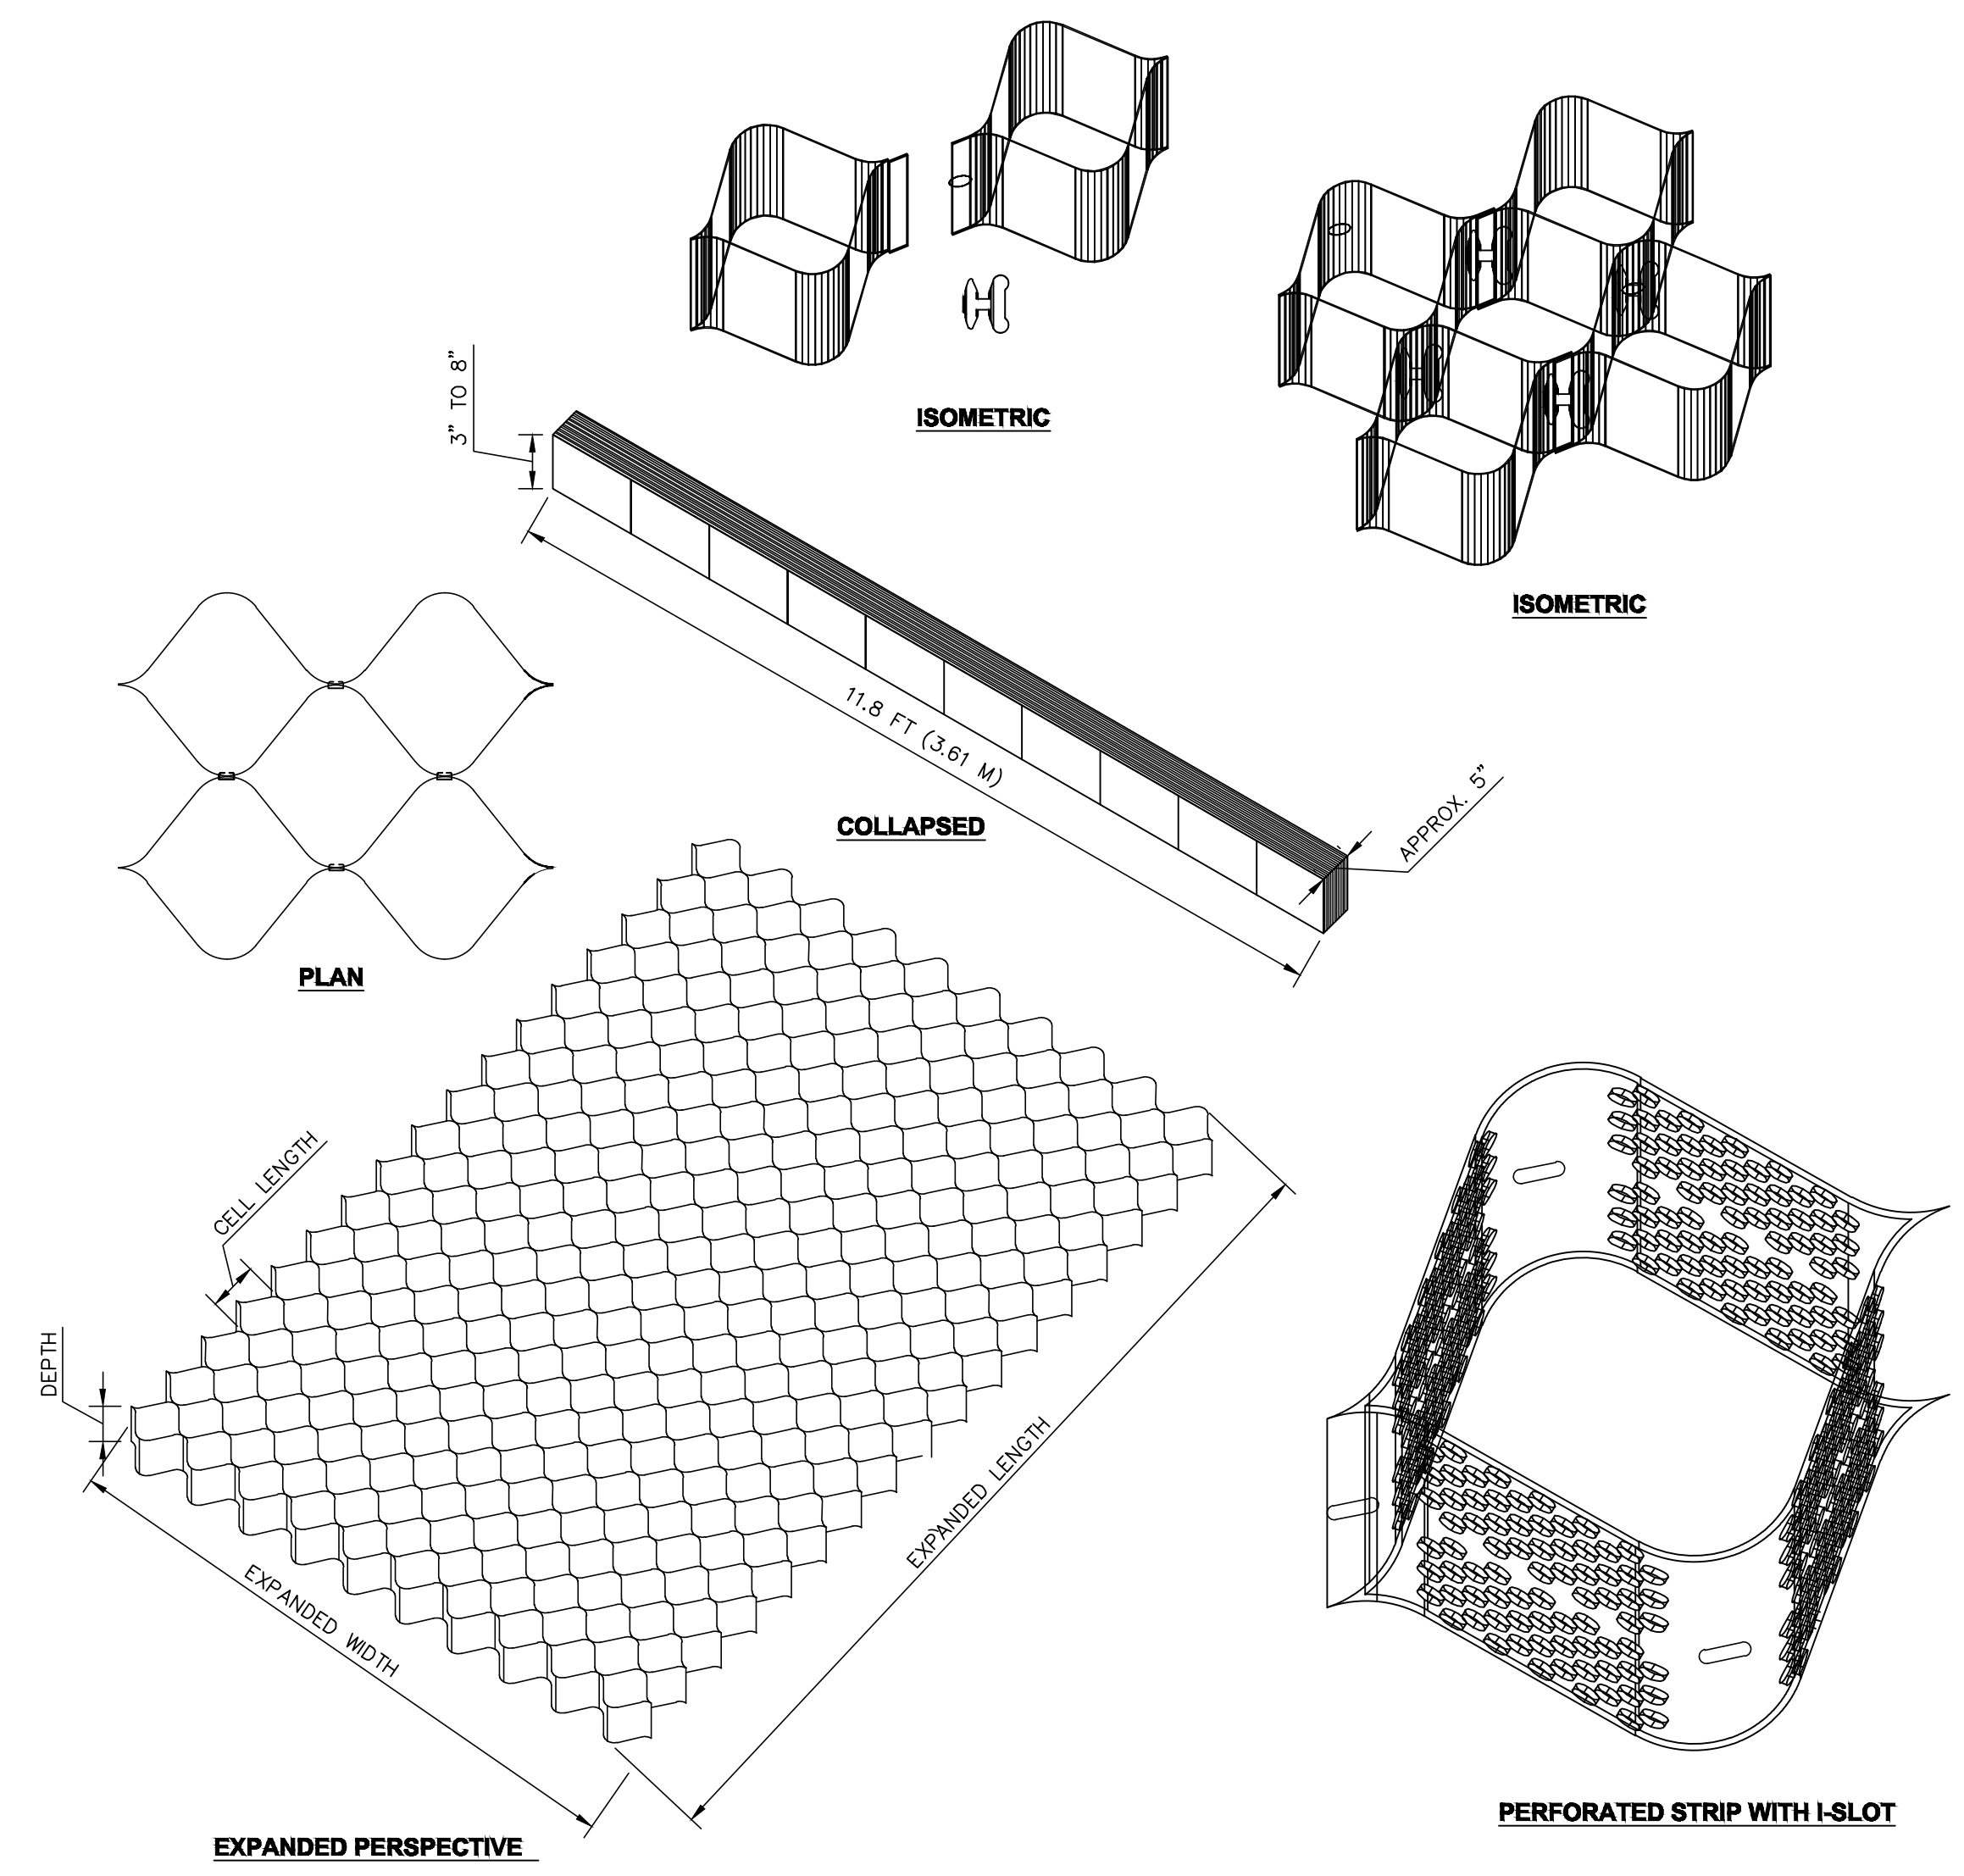 ISOMETRIC
3” TO 8”
ISOMETRIC
11.8 FT (3.61 M)
APPROX. 5”
COLLAPSED
PLAN
CELL LENGTH
DEPTH
EXPANDED LENGTH
EXPANDED WIDTH
PERFORATED STRIP WITH I-SLOT
EXPANDED PERSPECTIVE